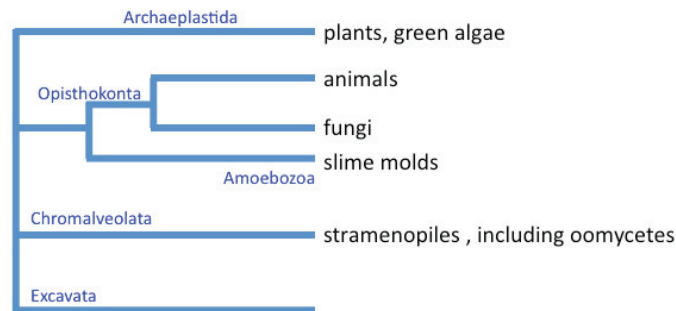 Archaeplastida
plants, green algae
animals
Opisthokonta
fungi
slime molds
Amoebozoa
Chromalveolata
stramenopiles , including oomycetes
Excavata